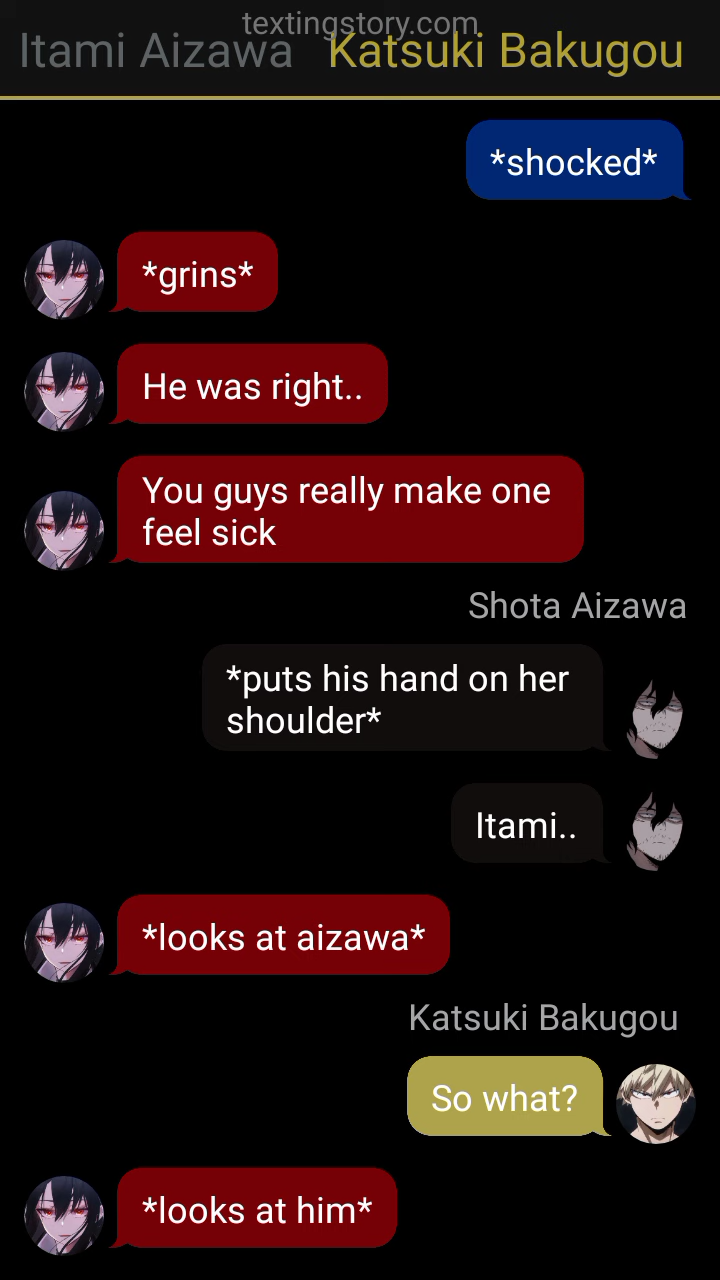 textingstory.com
Itami Aizawa Katsuki Bakugou
*shocked*
*grins*
He was right..
You guys really make one
feel sick
Shota Aizawa
*puts his hand on her
shoulder*
Itami..
*looks at aizawa*
Katsuki Bakugou
So what?
*looks at him*